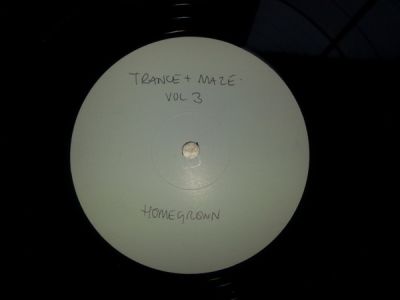 TRANCE + MAZE.
VOL 3
HOMEGROWN